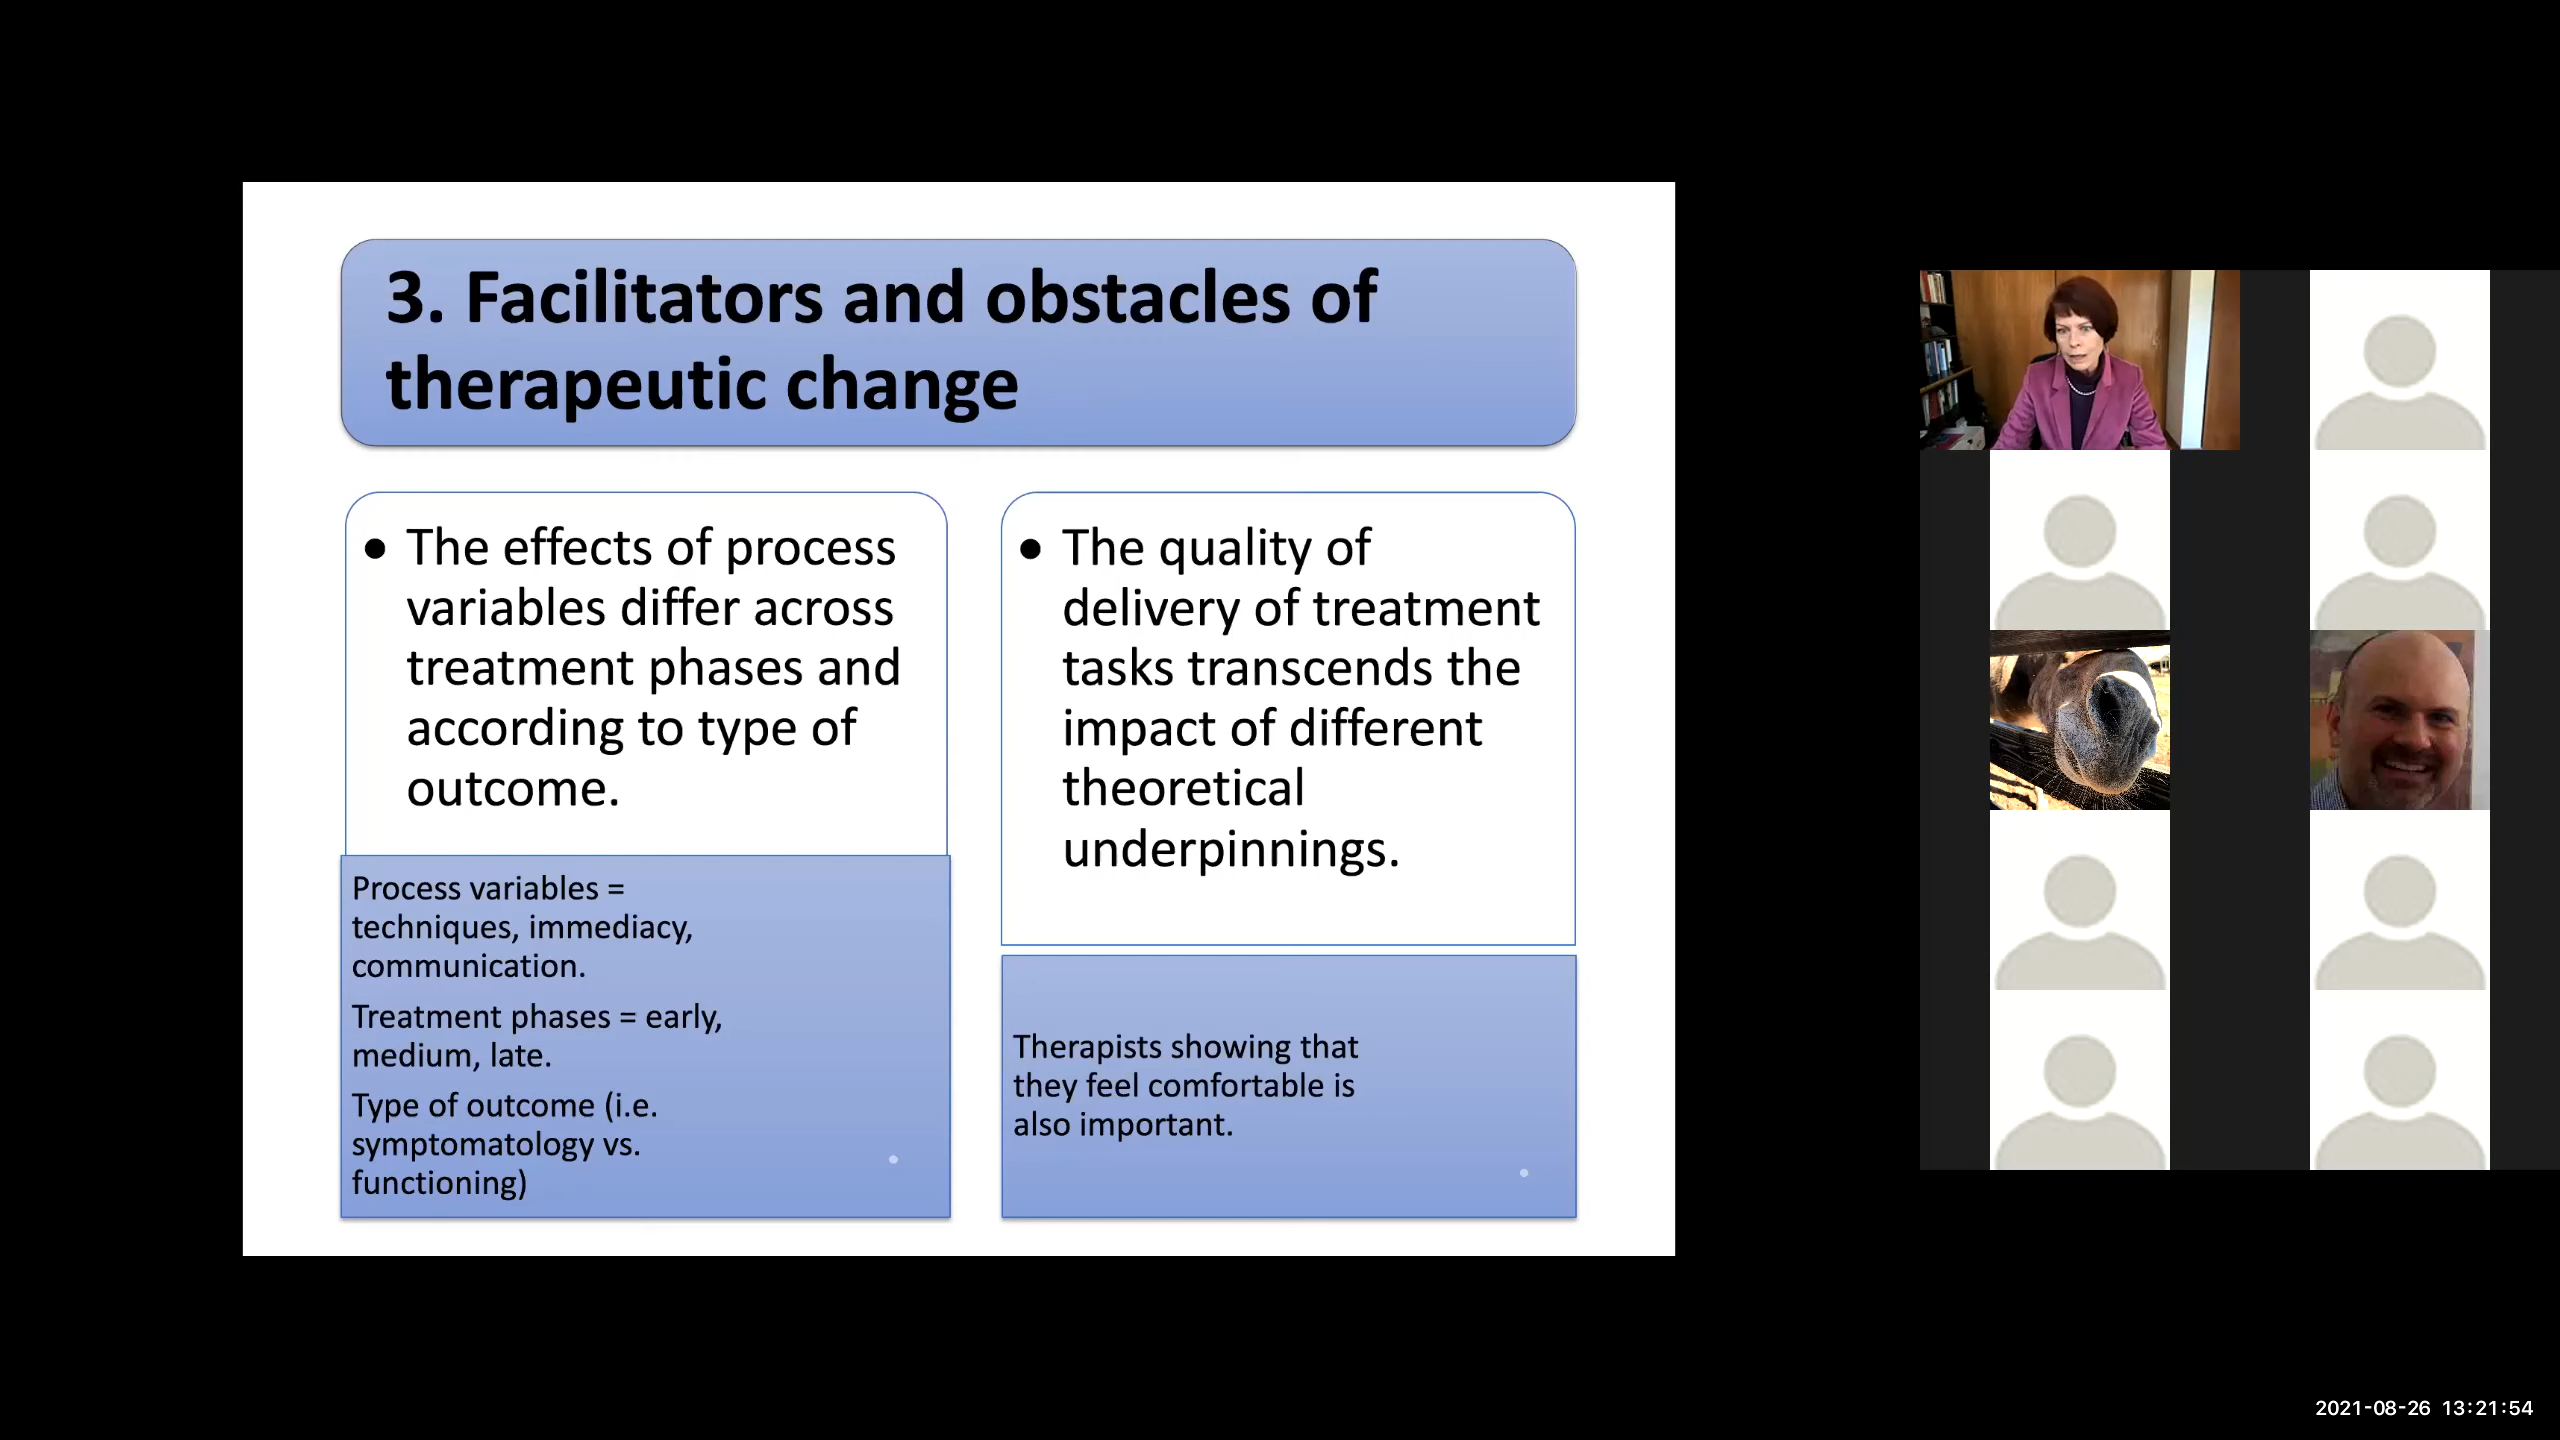 3. Facilitators and obstacles of
therapeutic change
• The effects of process
variables differ across
treatment phases and
according to type of
outcome.
Process variables =
techniques, immediacy,
communication.
Treatment phases = early,
medium, late.
Type of outcome (i.e.
symptomatology vs.
functioning)
• The quality of
delivery of treatment
tasks transcends the
impact of different
theoretical
underpinnings.
Therapists showing that
they feel comfortable is
also important.
2021-08-26 13:21:54